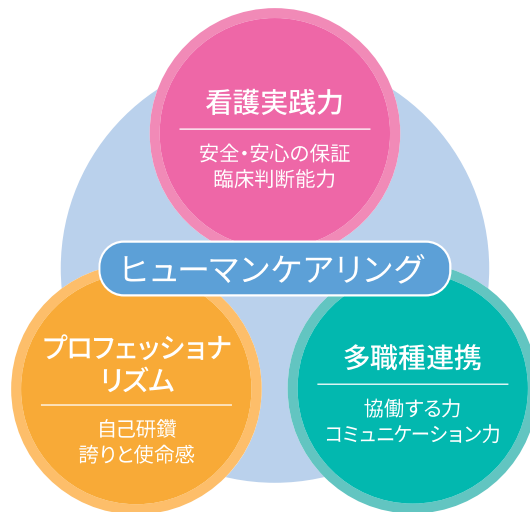 看護実践力
安全・安心の保証
臨床判断能力
ヒューマンケアリング
プロフェッショナ
リズム
自己研鑽
誇りと使命感
多職種連携
協働する力
コミュニケーション力